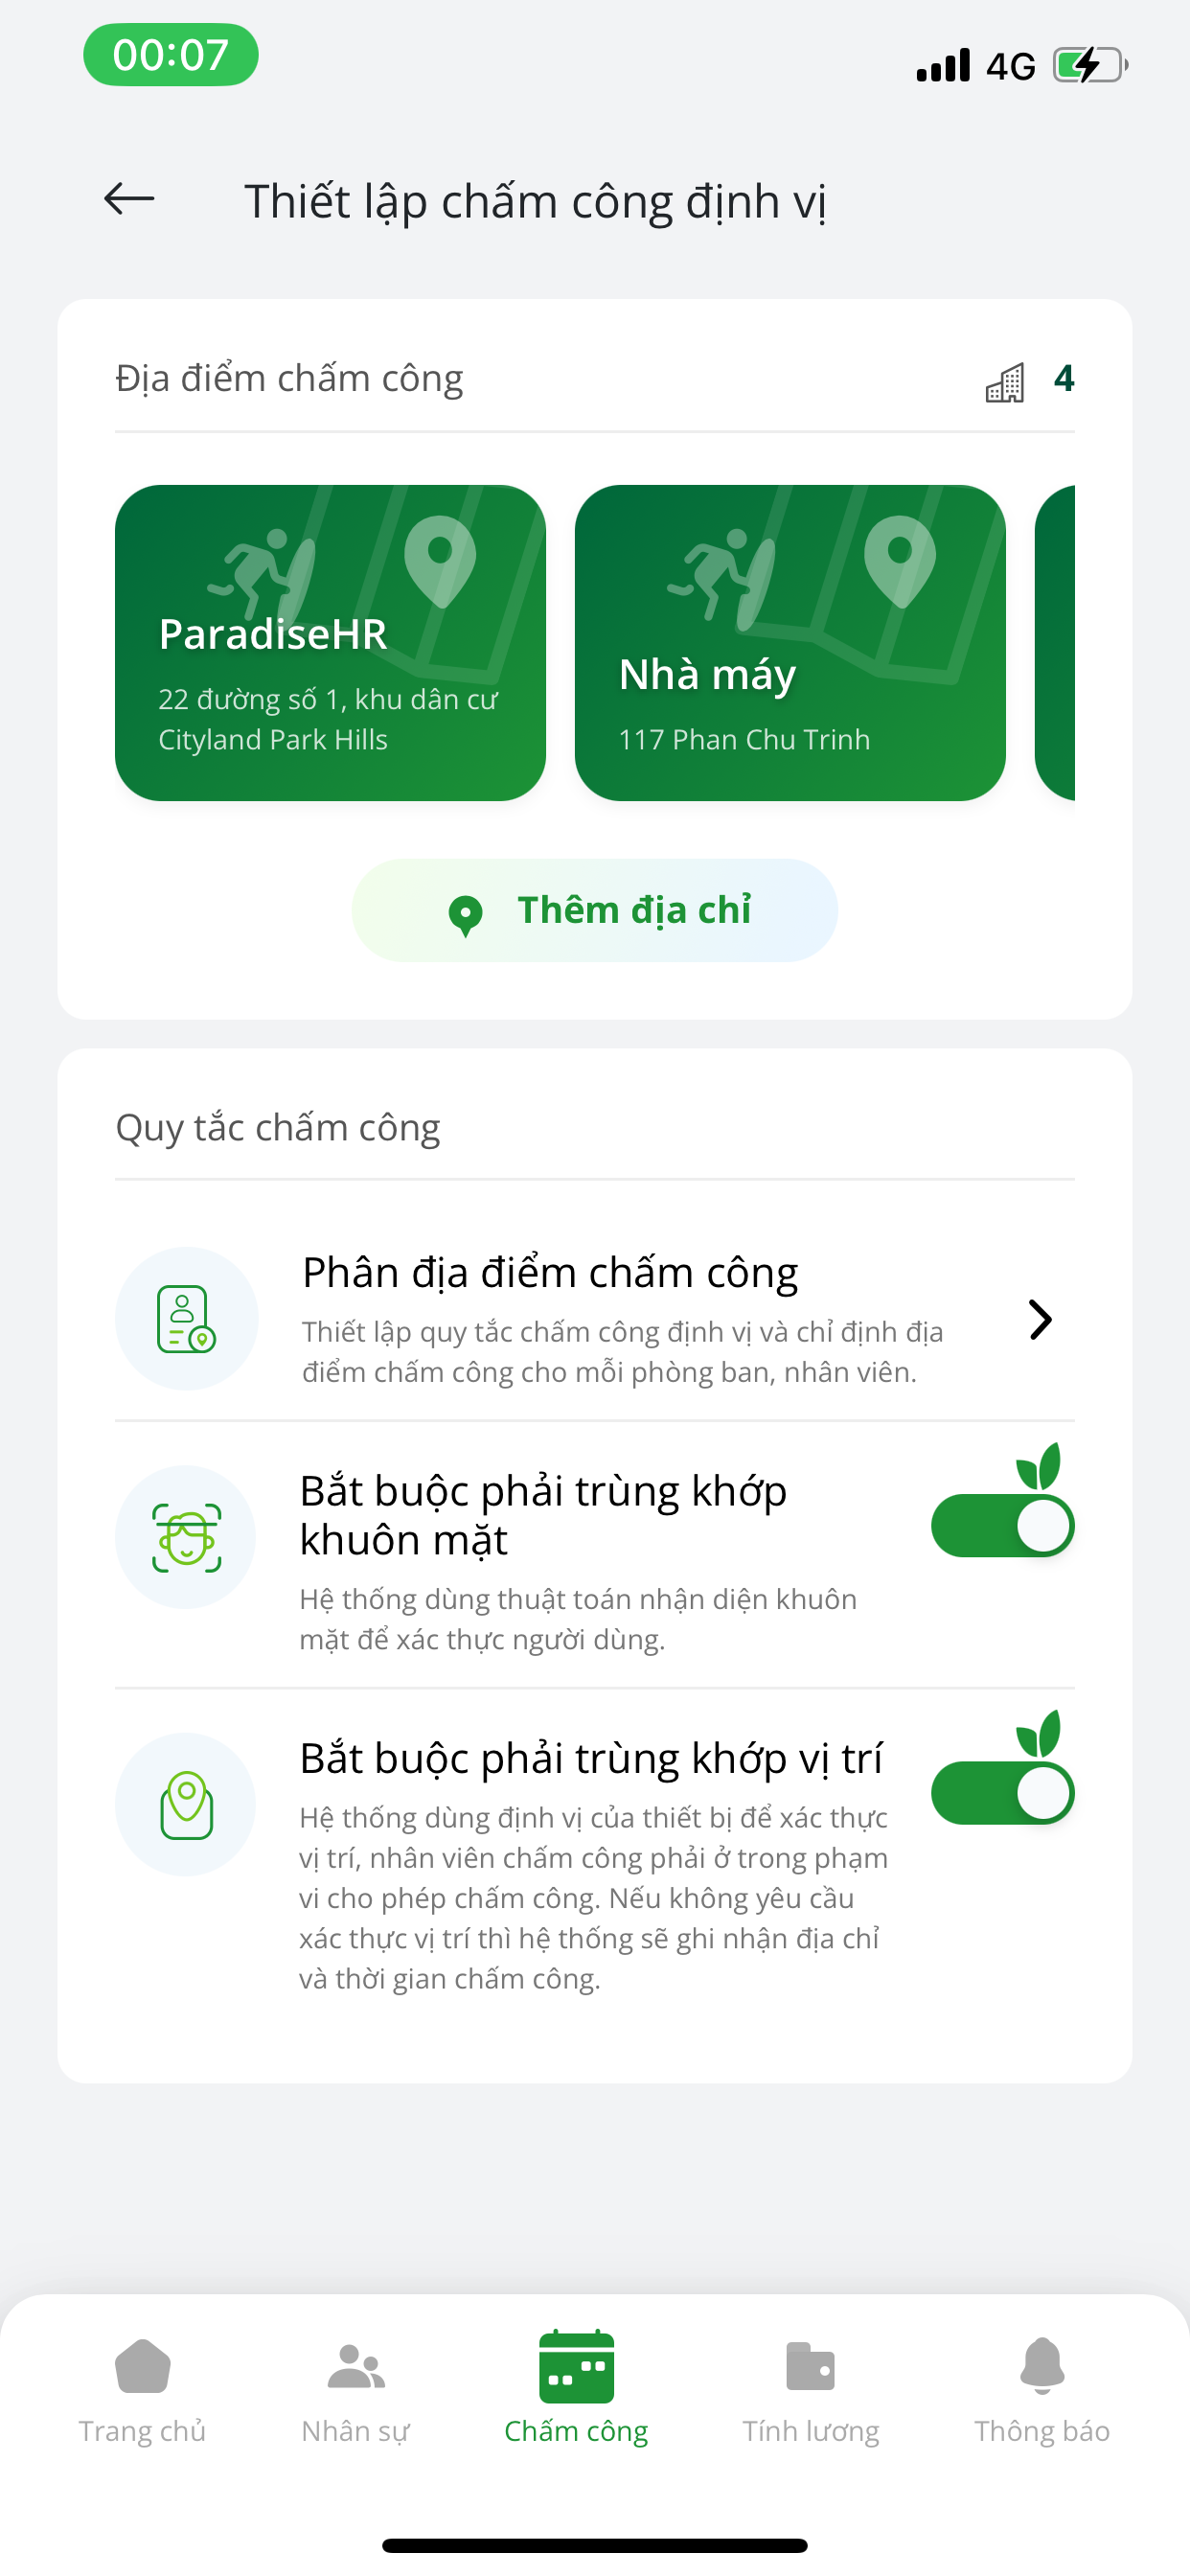 00:07
4G
Thiết lập chấm công định vị
Địa điểm chấm công
4
ParadiseHR
22 đường số 1, khu dân cư
Cityland Park Hills
Nhà máy
117 Phan Chu Trinh
Thêm địa chỉ
Quy tắc chấm công
Phân địa điểm chấm công
Thiết lập quy tắc chấm công định vị và chỉ định địa
điểm chấm công cho mỗi phòng ban, nhân viên.
Bắt buộc phải trùng khớp
khuôn mặt
Hệ thống dùng thuật toán nhận diện khuôn
mặt để xác thực người dùng.
Bắt buộc phải trùng khớp vị trí
Hệ thống dùng định vị của thiết bị để xác thực
vị trí, nhân viên chấm công phải ở trong phạm
vi cho phép chấm công. Nếu không yêu cầu
xác thực vị trí thì hệ thống sẽ ghi nhận địa chỉ
và thời gian chấm công.
Trang chủ
Nhân sự
Chấm công
Tính lương
Thông báo